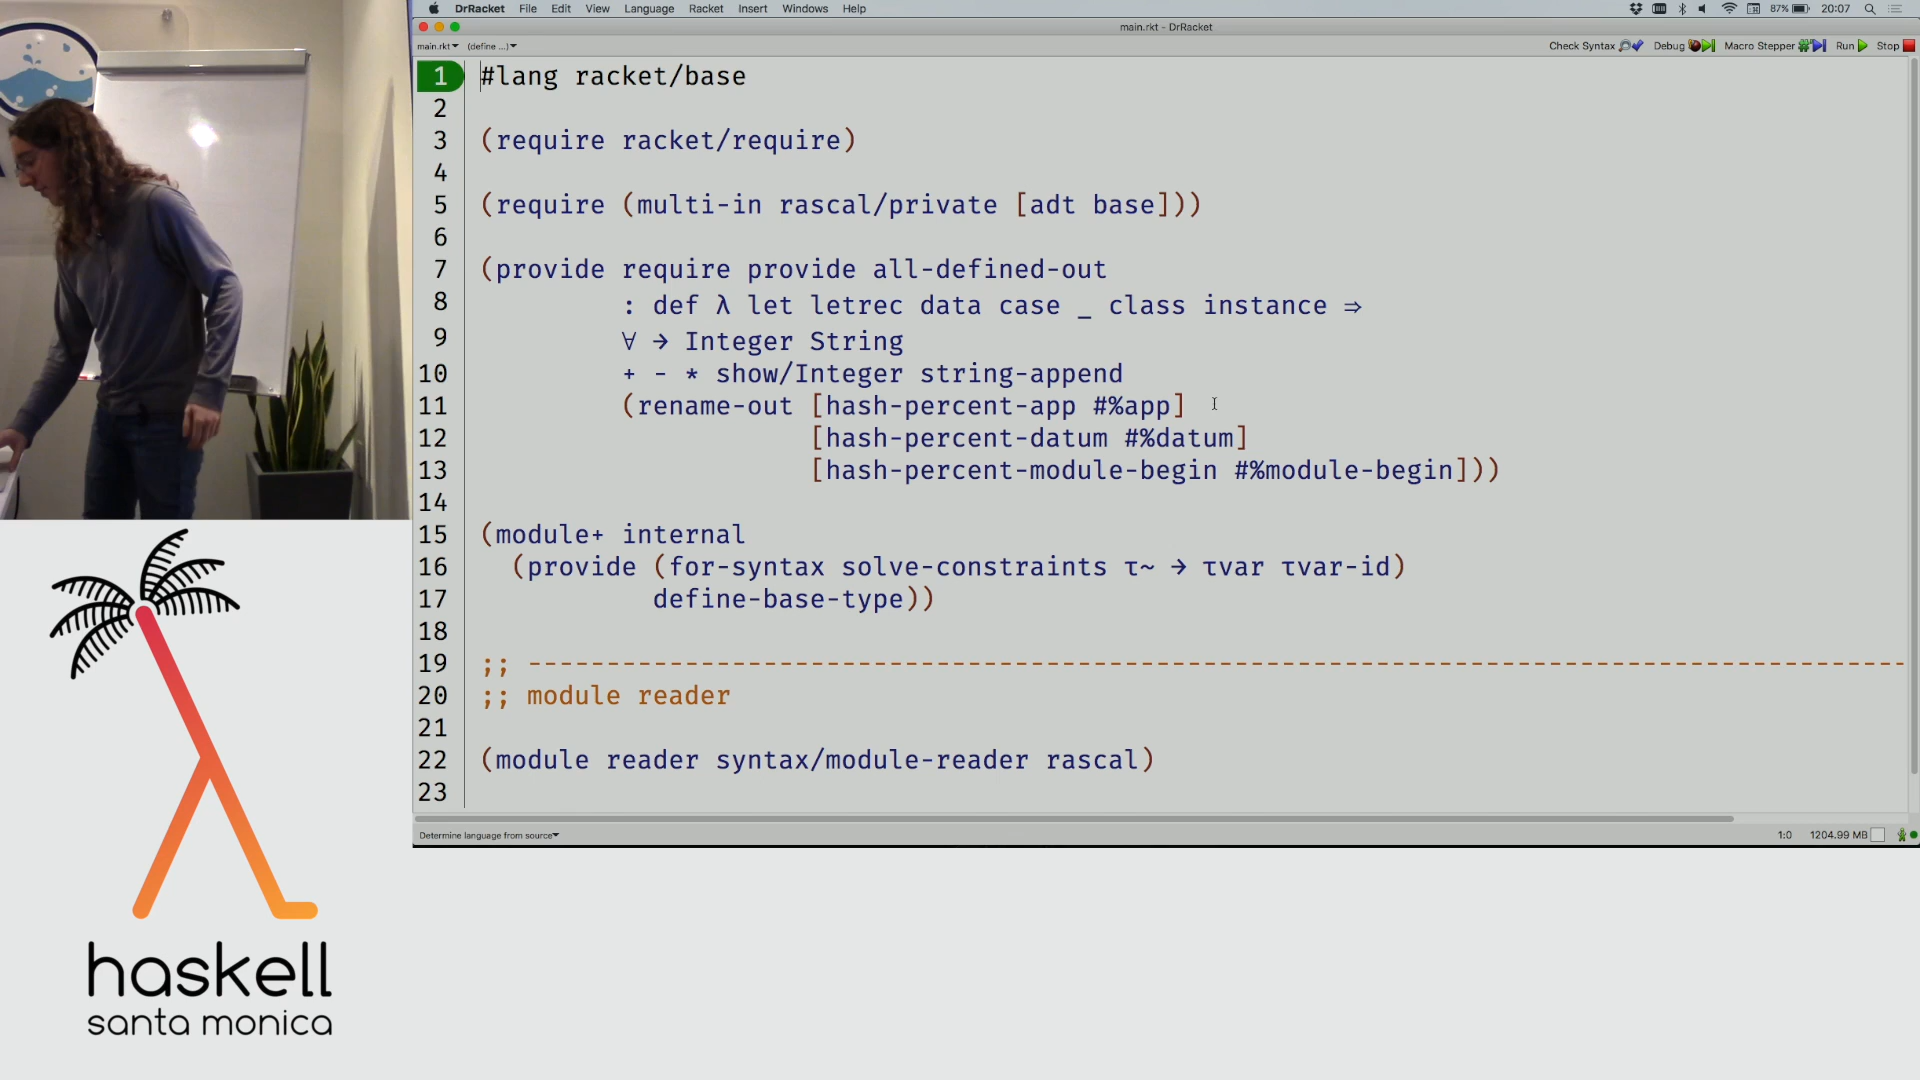 DrRacket File Edit View Language Racket Insert Windows Help 87% 20:07
main.rkt - DrRacket
main.rkt (define ...) Check Syntax Debug Macro Stepper Run Stop
1 #lang racket/base
2
3 (require racket/require)
4
5 (require (multi-in rascal/private [adt base]))
6
7 (provide require provide all-defined-out
8 : def λ let letrec data case _ class instance ⇒
9 ∀ → Integer String
10 + - * show/Integer string-append
11 (rename-out [hash-percent-app #%app]
12 [hash-percent-datum #%datum]
13 [hash-percent-module-begin #%module-begin]))
14
15 (module+ internal
16 (provide (for-syntax solve-constraints τ~ → τvar τvar-id)
17 define-base-type))
18
19 ;; ----------------------------------------------------------------------------------------
20 ;; module reader
21
22 (module reader syntax/module-reader rascal)
23
Determine language from source 1:0 1204.99 MB
haskell
santa monica